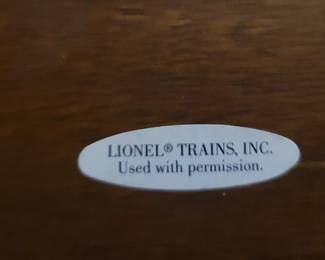 LIONEL® TRAINS, INC.
Used with permission.